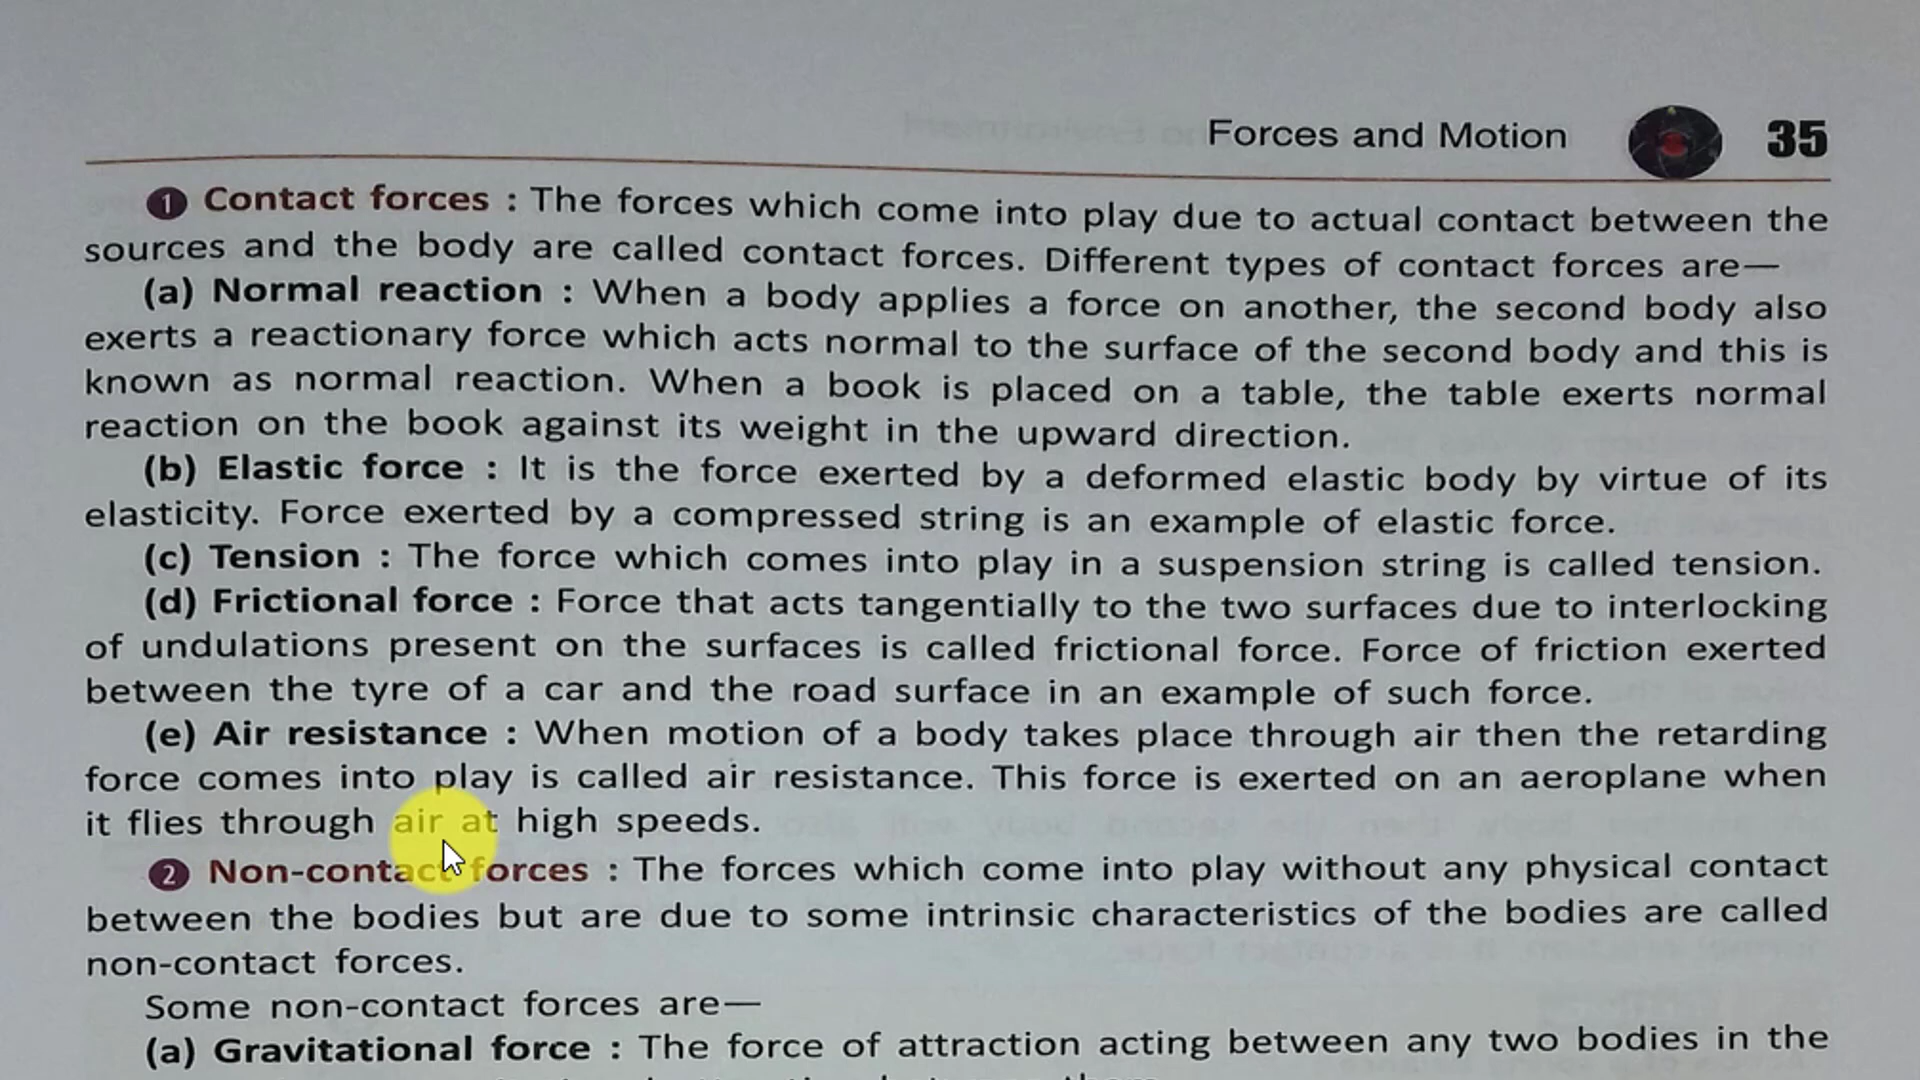 Forces and Motion 35
1 Contact forces : The forces which come into play due to actual contact between the
sources and the body are called contact forces. Different types of contact forces are—
(a) Normal reaction : When a body applies a force on another, the second body also
exerts a reactionary force which acts normal to the surface of the second body and this is
known as normal reaction. When a book is placed on a table, the table exerts normal
reaction on the book against its weight in the upward direction.
(b) Elastic force : It is the force exerted by a deformed elastic body by virtue of its
elasticity. Force exerted by a compressed string is an example of elastic force.
(c) Tension : The force which comes into play in a suspension string is called tension.
(d) Frictional force : Force that acts tangentially to the two surfaces due to interlocking
of undulations present on the surfaces is called frictional force. Force of friction exerted
between the tyre of a car and the road surface in an example of such force.
(e) Air resistance : When motion of a body takes place through air then the retarding
force comes into play is called air resistance. This force is exerted on an aeroplane when
it flies through air at high speeds.
2 Non-contact forces : The forces which come into play without any physical contact
between the bodies but are due to some intrinsic characteristics of the bodies are called
non-contact forces.
Some non-contact forces are—
(a) Gravitational force : The force of attraction acting between any two bodies in the